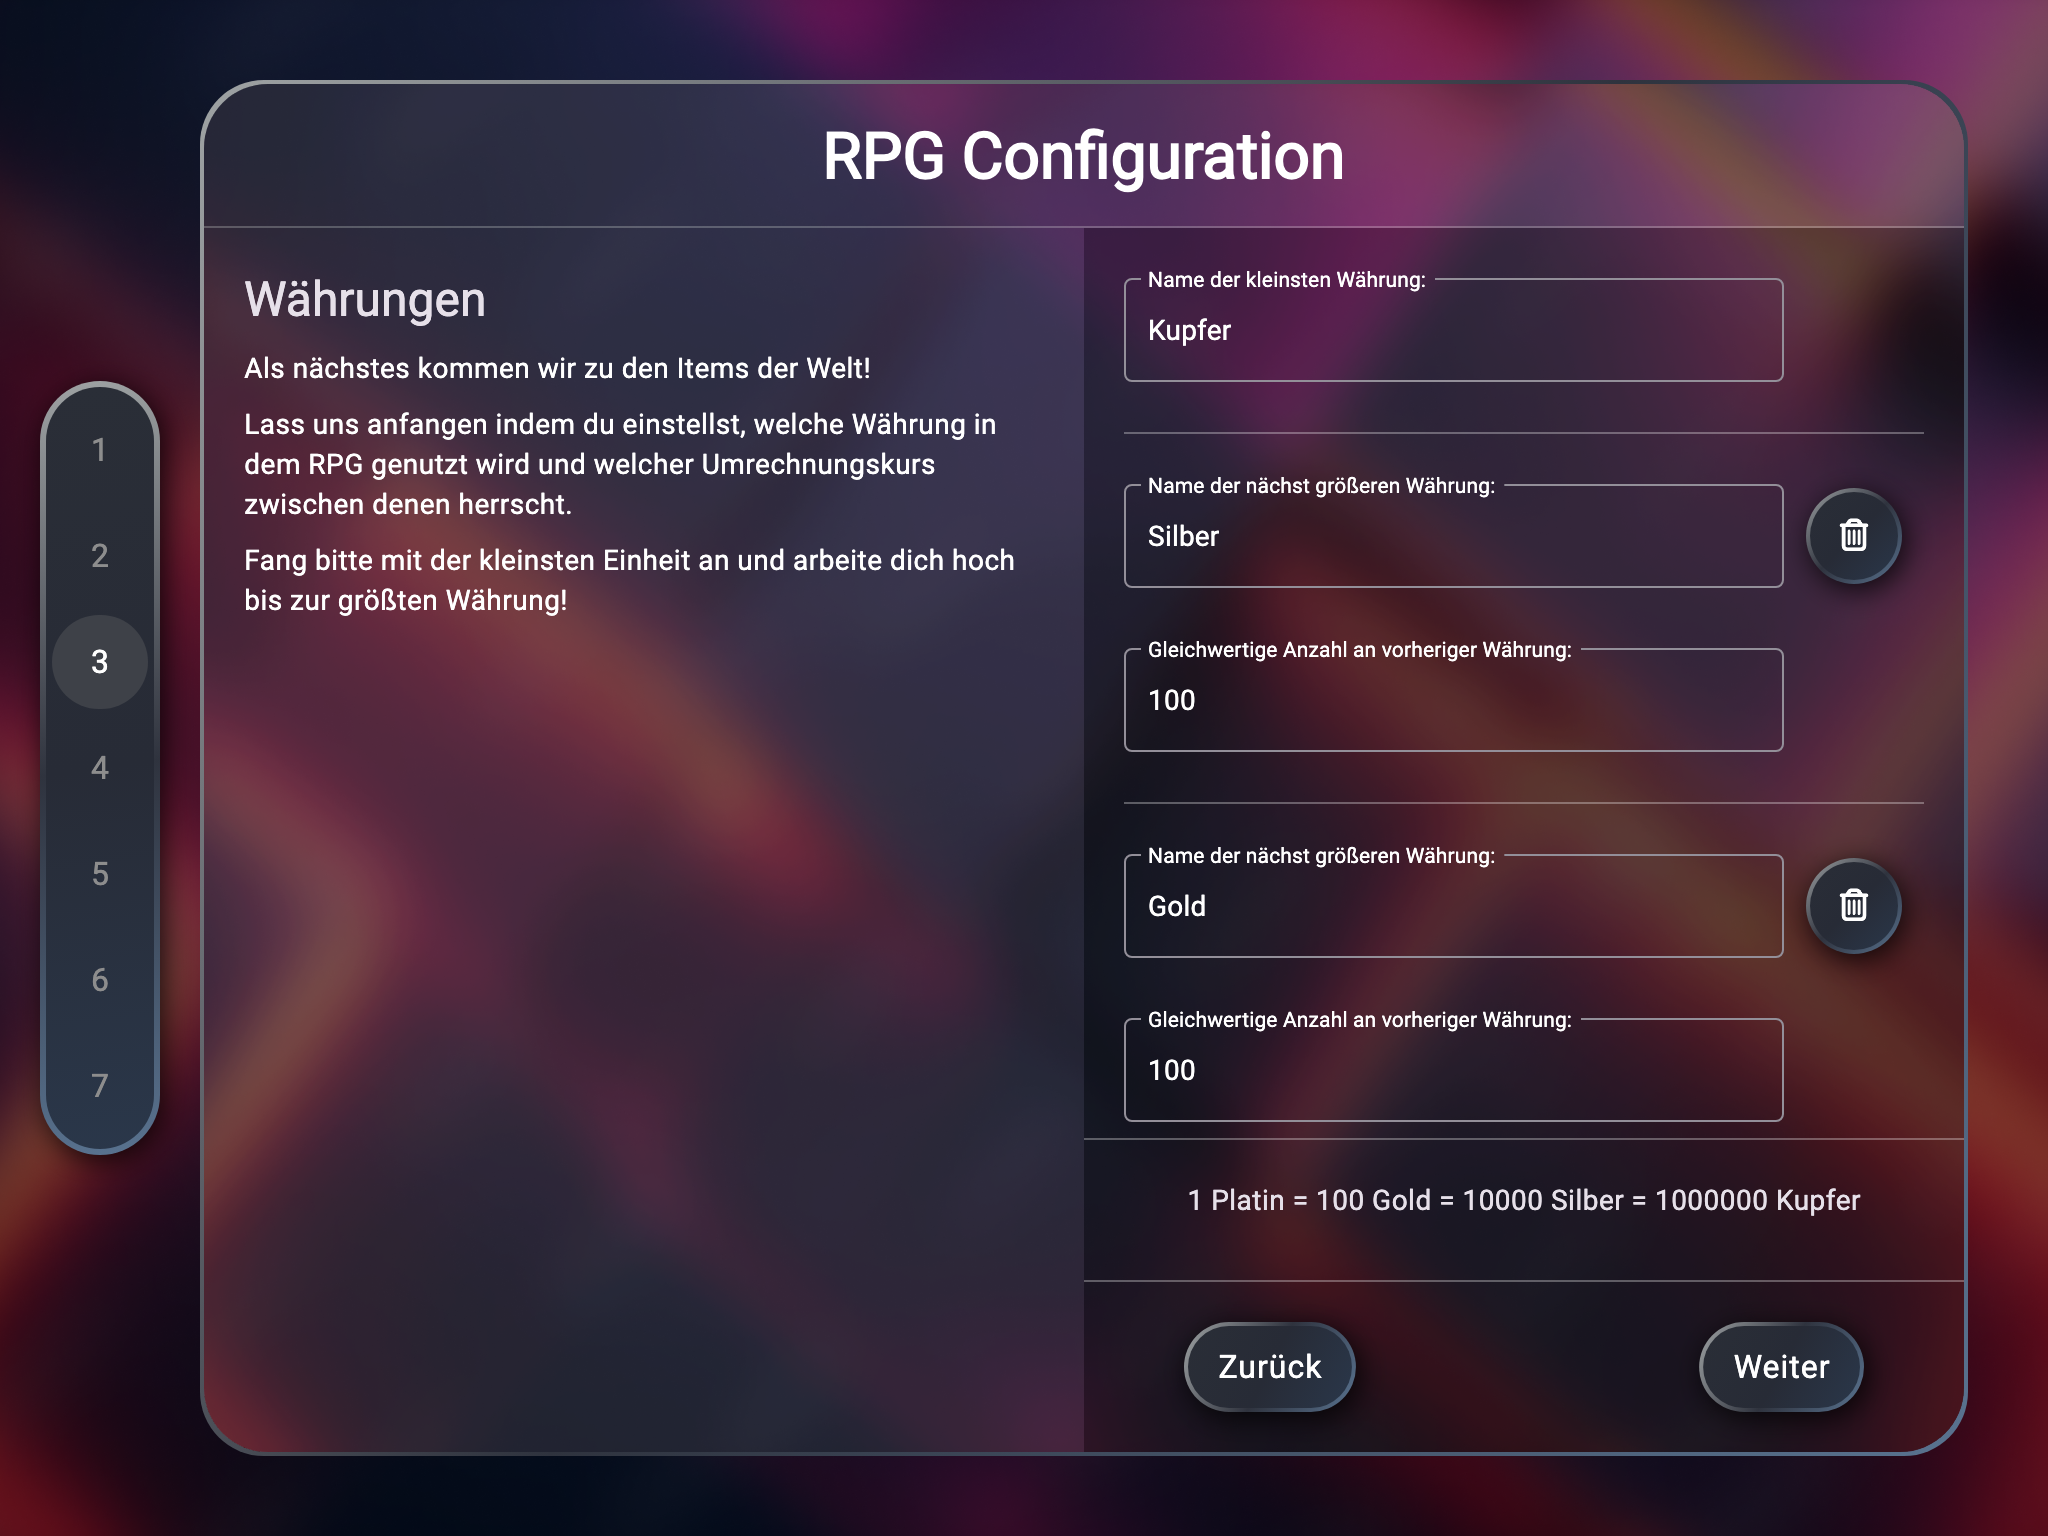 RPG Configuration
1
2
3
4
5
6
7
Währungen
Als nächstes kommen wir zu den Items der Welt!
Lass uns anfangen indem du einstellst, welche Währung in
dem RPG genutzt wird und welcher Umrechnungskurs
zwischen denen herrscht.
Fang bitte mit der kleinsten Einheit an und arbeite dich hoch
bis zur größten Währung!
Name der kleinsten Währung:
Kupfer
Name der nächst größeren Währung:
Silber
Gleichwertige Anzahl an vorheriger Währung:
100
Name der nächst größeren Währung:
Gold
Gleichwertige Anzahl an vorheriger Währung:
100
1 Platin = 100 Gold = 10000 Silber = 1000000 Kupfer
Zurück
Weiter